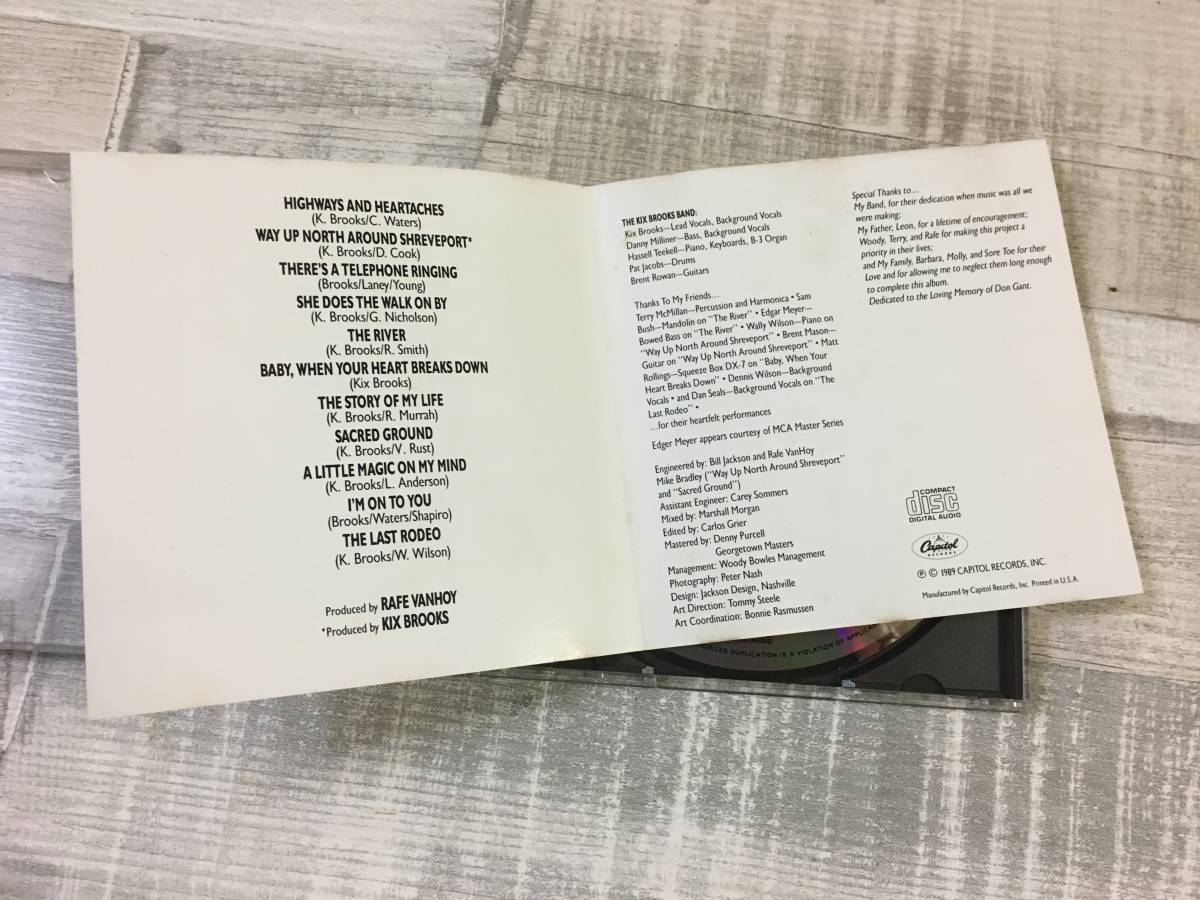 HIGHWAYS AND HEARTACHES
(K. Brooks/C. Waters)
WAY UP NORTH AROUND SHREVEPORT*
(K. Brooks/D. Cook)
THERE'S A TELEPHONE RINGING
(Brooks/Laney/Young)
SHE DOES THE WALK ON BY
(K. Brooks/G. Nicholson)
THE RIVER
(K. Brooks/R. Smith)
BABY, WHEN YOUR HEART BREAKS DOWN
(Kix Brooks)
THE STORY OF MY LIFE
(K. Brooks/R. Murrah)
SACRED GROUND
(K. Brooks/V. Rust)
A LITTLE MAGIC ON MY MIND
(K. Brooks/L. Anderson)
I'M ON TO YOU
(Brooks/Waters/Shapiro)
THE LAST RODEO
(K. Brooks/W. Wilson)
Produced by RAFE VANHOY
*Produced by KIX BROOKS
THE KIX BROOKS BAND:
Kix Brooks—Lead Vocals, Background Vocals
Danny Milliner—Bass, Background Vocals
Hassell Teekell—Piano, Keyboards, B-3 Organ
Pat Jacobs—Drums
Brent Rowan—Guitars
Thanks To My Friends...
Terry McMillan—Percussion and Harmonica • Sam
Bush—Mandolin on "The River" • Edgar Meyer—
Bowed Bass on "The River" • Wally Wilson—Piano on
"Way Up North Around Shreveport" • Brent Mason—
Guitar on "Way Up North Around Shreveport" • Matt
Rollings—Squeeze Box DX-7 on "Baby, When Your
Heart Breaks Down" • Dennis Wilson—Background
Vocals • and Dan Seals—Background Vocals on "The
Last Rodeo" •
...for their heartfelt performances
Edger Meyer appears courtesy of MCA Master Series
Engineered by: Bill Jackson and Rafe VanHoy
Mike Bradley ("Way Up North Around Shreveport"
and "Sacred Ground")
Assistant Engineer: Carey Sommers
Mixed by: Marshall Morgan
Edited by: Carlos Grier
Mastered by: Denny Purcell
Georgetown Masters
Management: Woody Bowles Management
Photography: Peter Nash
Design: Jackson Design, Nashville
Art Direction: Tommy Steele
Art Coordination: Bonnie Rasmussen
Special Thanks to...
My Band, for their dedication when music was all we
were making;
My Father, Leon, for a lifetime of encouragement;
Woody, Terry, and Rafe for making this project a
priority in their lives;
and My Family, Barbara, Molly, and Sore Toe for their
Love and for allowing me to neglect them long enough
to complete this album.
Dedicated to the Loving Memory of Don Gant.
COMPACT
disc
DIGITAL AUDIO
Capitol
RECORDS
℗ © 1989 CAPITOL RECORDS, INC.
Manufactured by Capitol Records, Inc. Printed in U.S.A.
AUDIO
DUPLICATION IS A VIOLATION OF